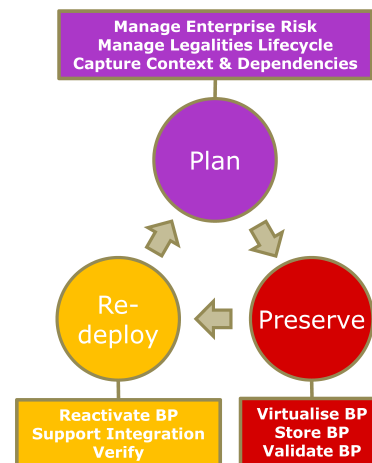 Manage Enterprise Risk
Manage Legalities Lifecycle
Capture Context & Dependencies
Plan
Re-
deploy
Preserve
Reactivate BP
Support Integration
Verify
Virtualise BP
Store BP
Validate BP